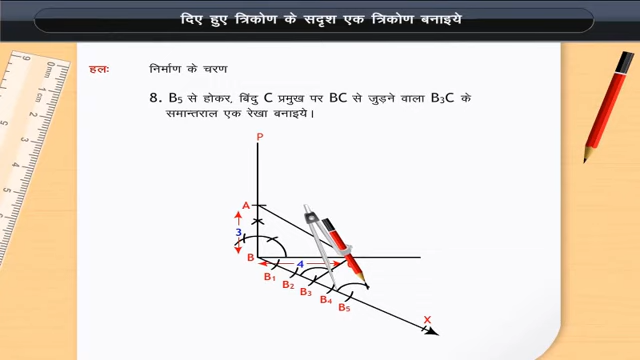 दिए हुए त्रिकोण के सदृश एक त्रिकोण बनाइये
हलः
निर्माण के चरण
8. B₅ से होकर, बिंदु C प्रमुख पर BC से जुड़ने वाला B₃C के
समान्तराल एक रेखा बनाइये।
P
A
3
B
4
B₁
B₂
B₃
B₄
B₅
X